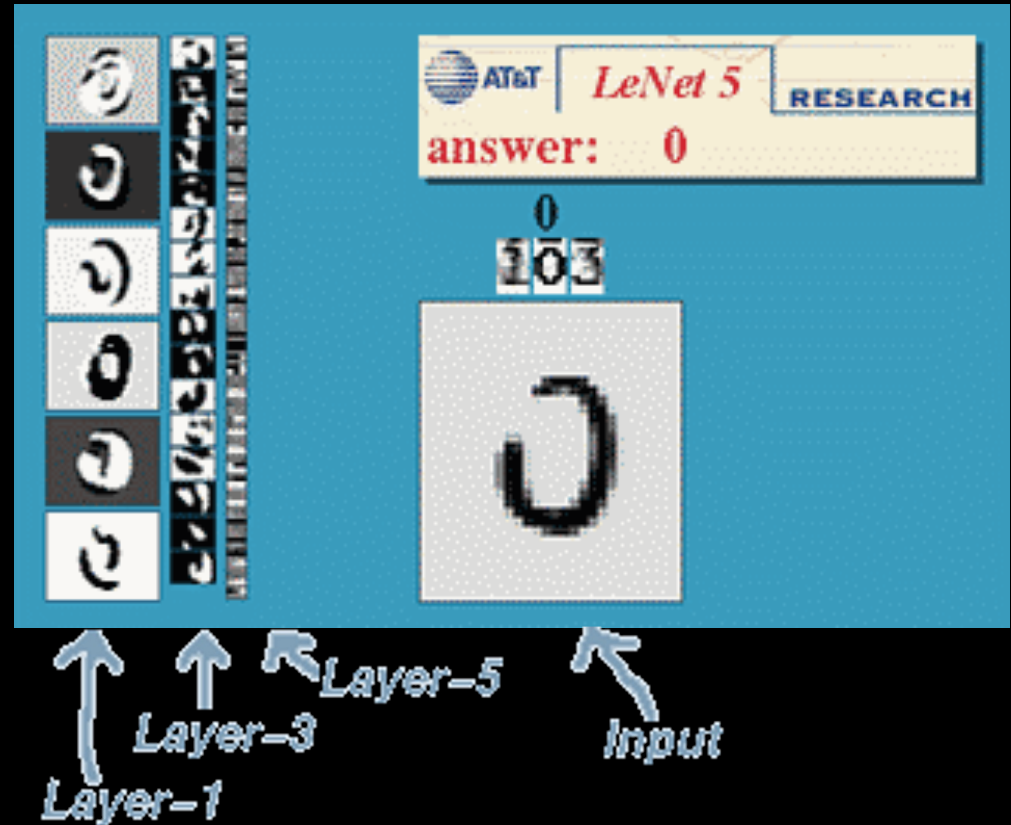 AT&T
LeNet 5
RESEARCH
answer: 0
0
103
Layer-5
Layer-3
Input
Layer-1